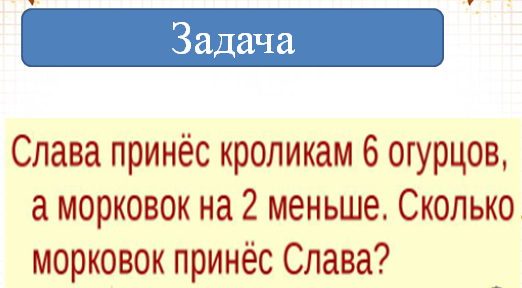 Задача
Слава принёс кроликам 6 огурцов,
а морковок на 2 меньше. Сколько
морковок принёс Слава?